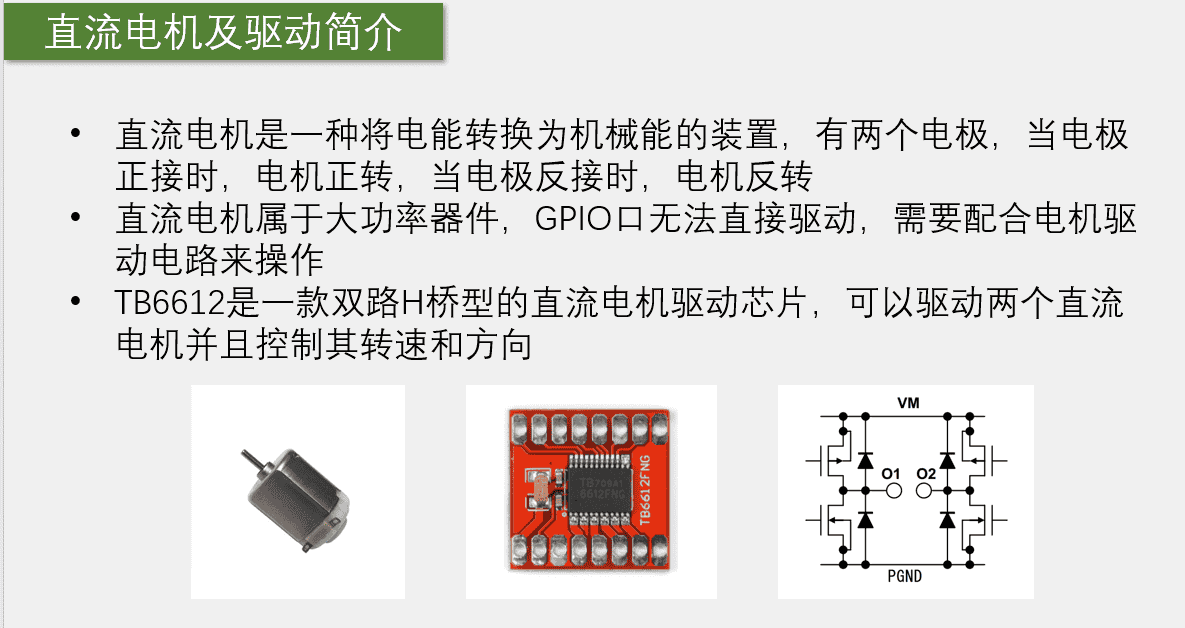 直流电机及驱动简介
• 直流电机是一种将电能转换为机械能的装置，有两个电极，当电极
正接时，电机正转，当电极反接时，电机反转
• 直流电机属于大功率器件，GPIO口无法直接驱动，需要配合电机驱
动电路来操作
• TB6612是一款双路H桥型的直流电机驱动芯片，可以驱动两个直流
电机并且控制其转速和方向
6612FNG
TB6612FNG
VM
O1 O2
PGND